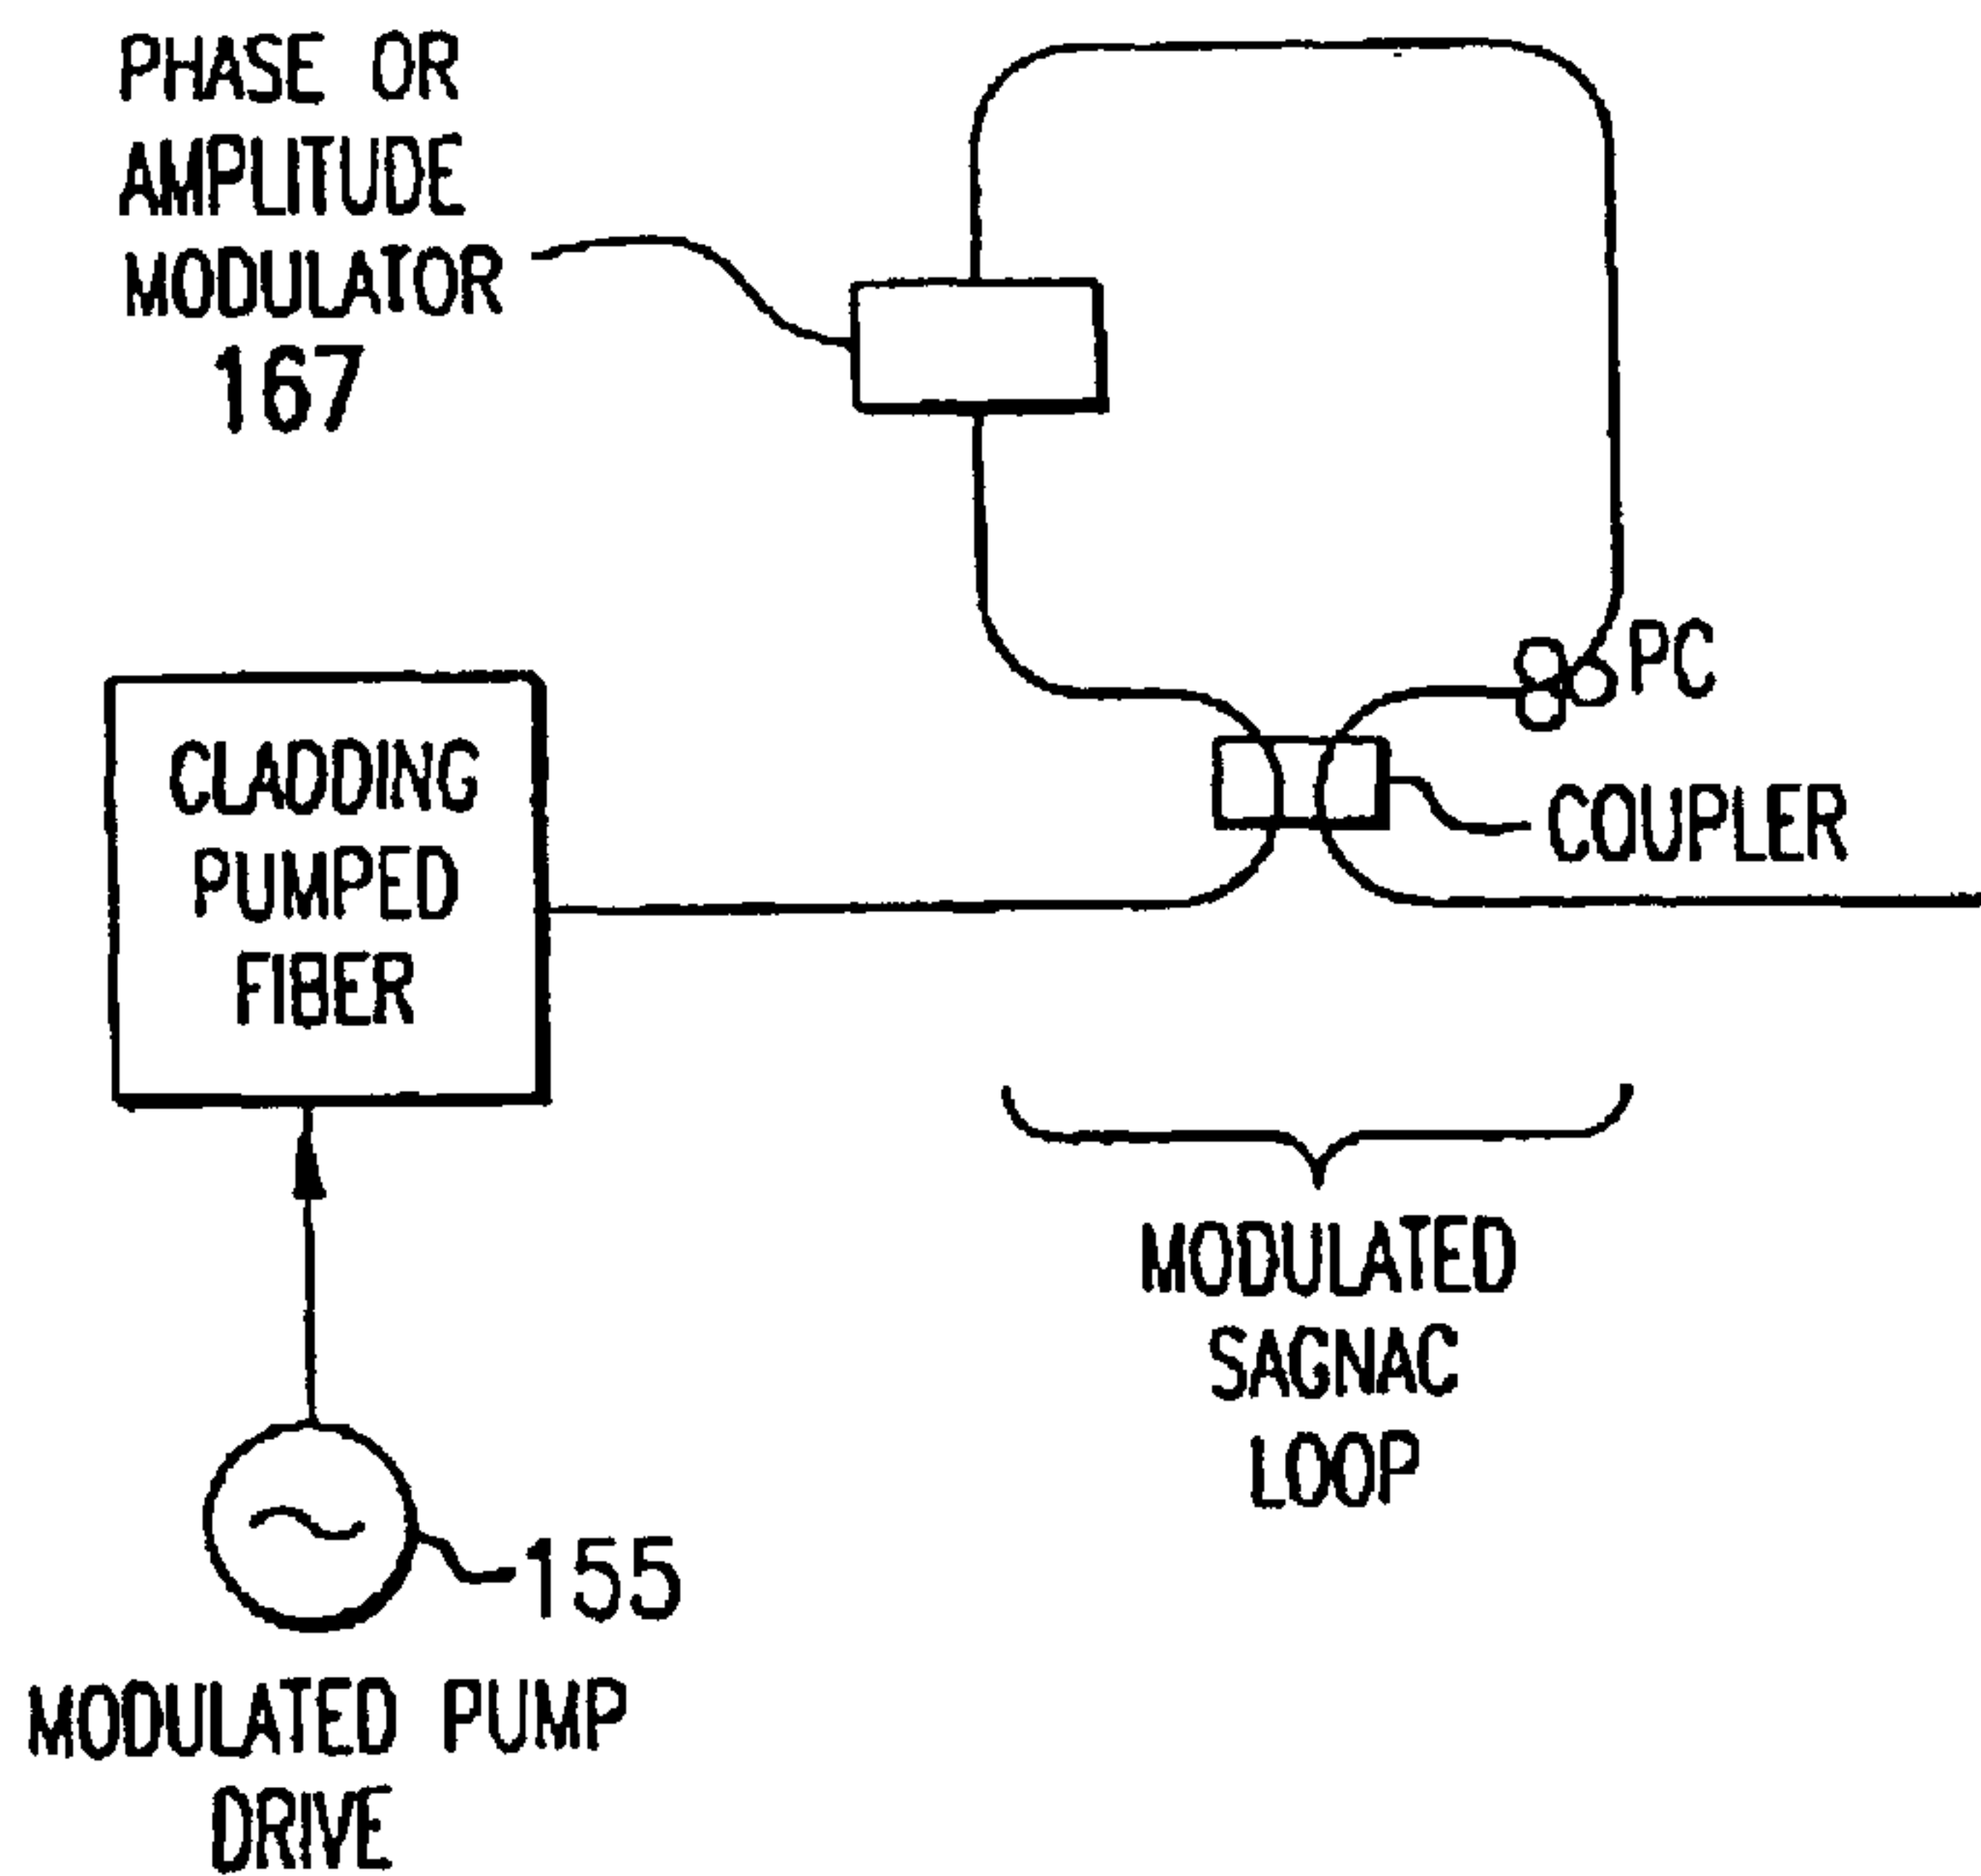 PHASE OR
AMPLITUDE
MODULATOR
167
PC
COUPLER
CLADDING
PUMPED
FIBER
MODULATED
SAGNAC
LOOP
155
MODULATED PUMP
DRIVE